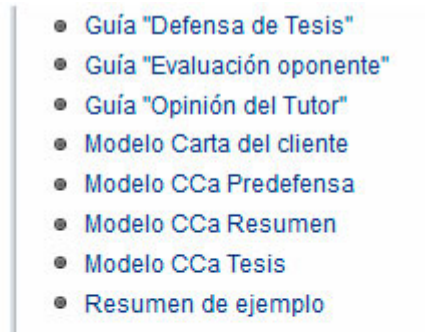 Guía "Defensa de Tesis"
Guía "Evaluación oponente"
Guía "Opinión del Tutor"
Modelo Carta del cliente
Modelo CCa Predefensa
Modelo CCa Resumen
Modelo CCa Tesis
Resumen de ejemplo